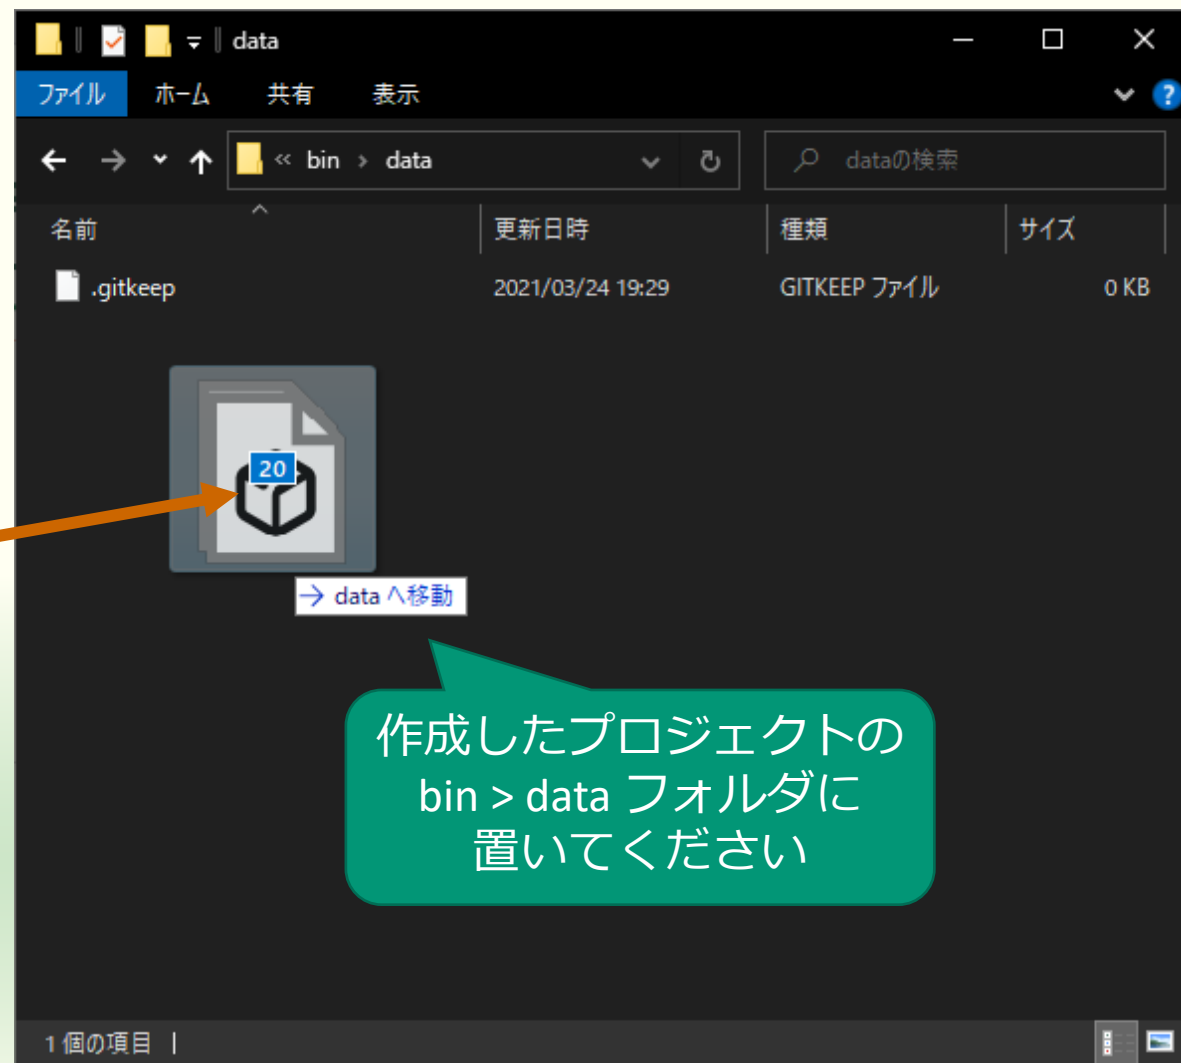 data
ファイル ホーム 共有 表示
« bin > data dataの検索
名前 更新日時 種類 サイズ
.gitkeep 2021/03/24 19:29 GITKEEP ファイル 0 KB
20
→ data へ移動
作成したプロジェクトの
bin > data フォルダに
置いてください
1 個の項目